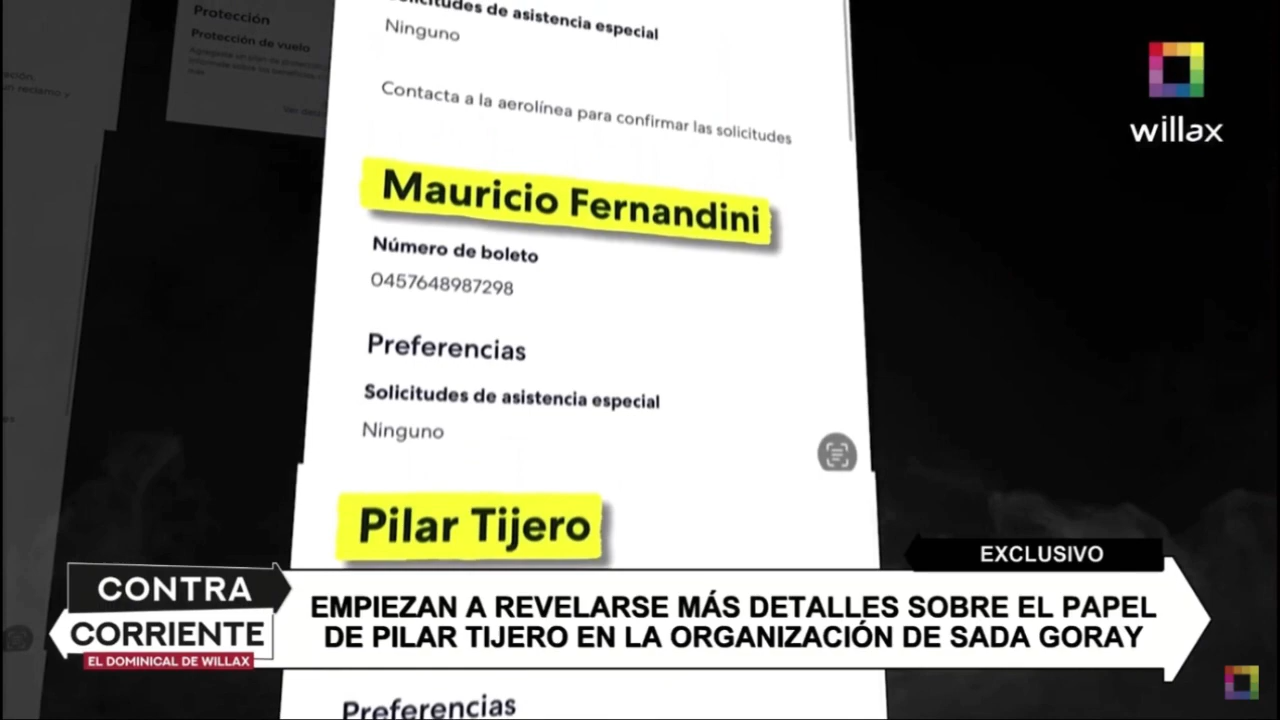 Protección
Protección de vuelo
Solicitudes de asistencia especial
Ninguno
Contacta a la aerolínea para confirmar las solicitudes
willax
Mauricio Fernandini
Número de boleto
0457648987298
Preferencias
Solicitudes de asistencia especial
Ninguno
Pilar Tijero
EXCLUSIVO
CONTRA
CORRIENTE
EL DOMINICAL DE WILLAX
EMPIEZAN A REVELARSE MÁS DETALLES SOBRE EL PAPEL
DE PILAR TIJERO EN LA ORGANIZACIÓN DE SADA GORAY
Preferencias